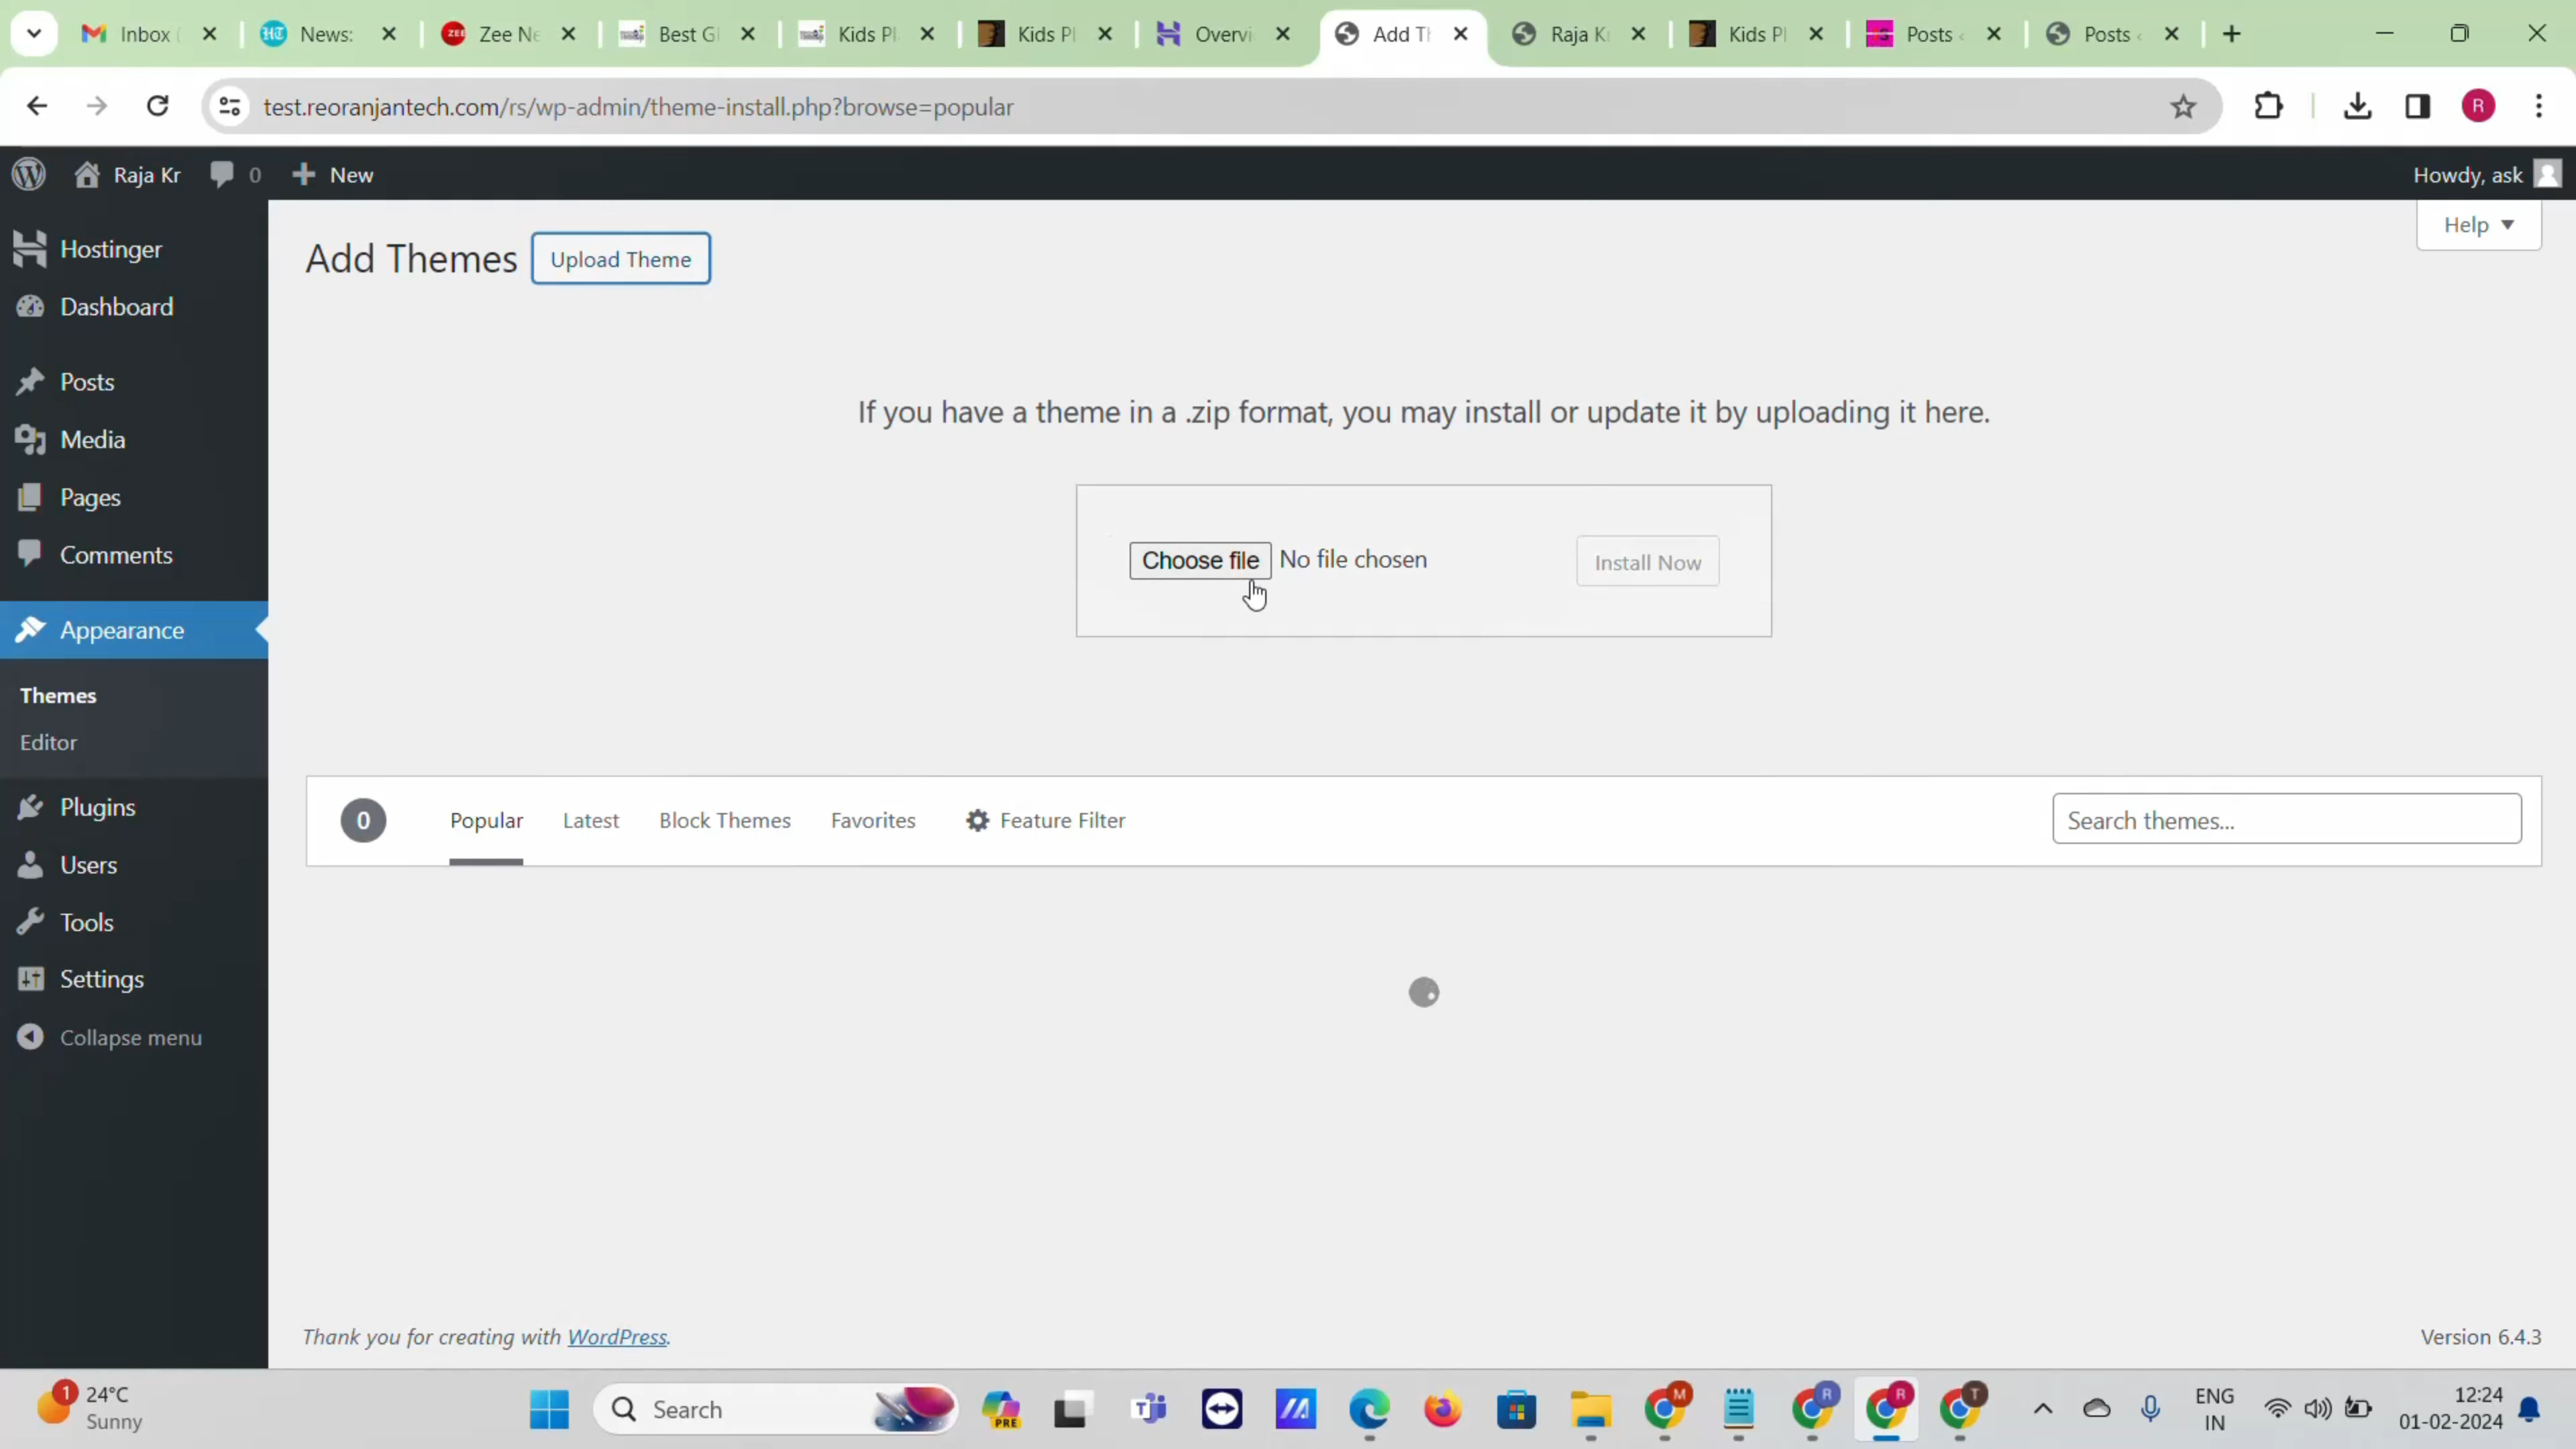 Inbox
News:
Zee Ne
Best Gl
Kids Pl
Kids Pl
Overvi
Add Th
Raja K
Kids Pl
Posts
Posts
test.reoranjantech.com/rs/wp-admin/theme-install.php?browse=popular
R
Raja Kr
0
New
Howdy, ask
Hostinger
Dashboard
Posts
Media
Pages
Comments
Appearance
Themes
Editor
Plugins
Users
Tools
Settings
Collapse menu
Add Themes
Upload Theme
Help
If you have a theme in a .zip format, you may install or update it by uploading it here.
Choose file No file chosen
Install Now
0
Popular
Latest
Block Themes
Favorites
Feature Filter
Search themes...
Thank you for creating with WordPress.
Version 6.4.3
1
24°C
Sunny
Search
PRE
M
R
R
T
ENG
IN
12:24
01-02-2024